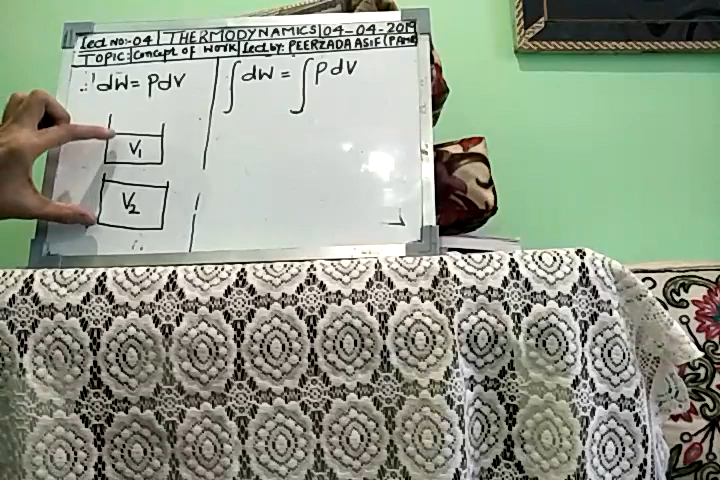 Lect No:-04 | THERMODYNAMICS | 04-04-2019
TOPIC: Concept of Work | Lect by: PEERZADA ASIF
∴ dW = PdV
∫dW = ∫PdV
V₁
V₂